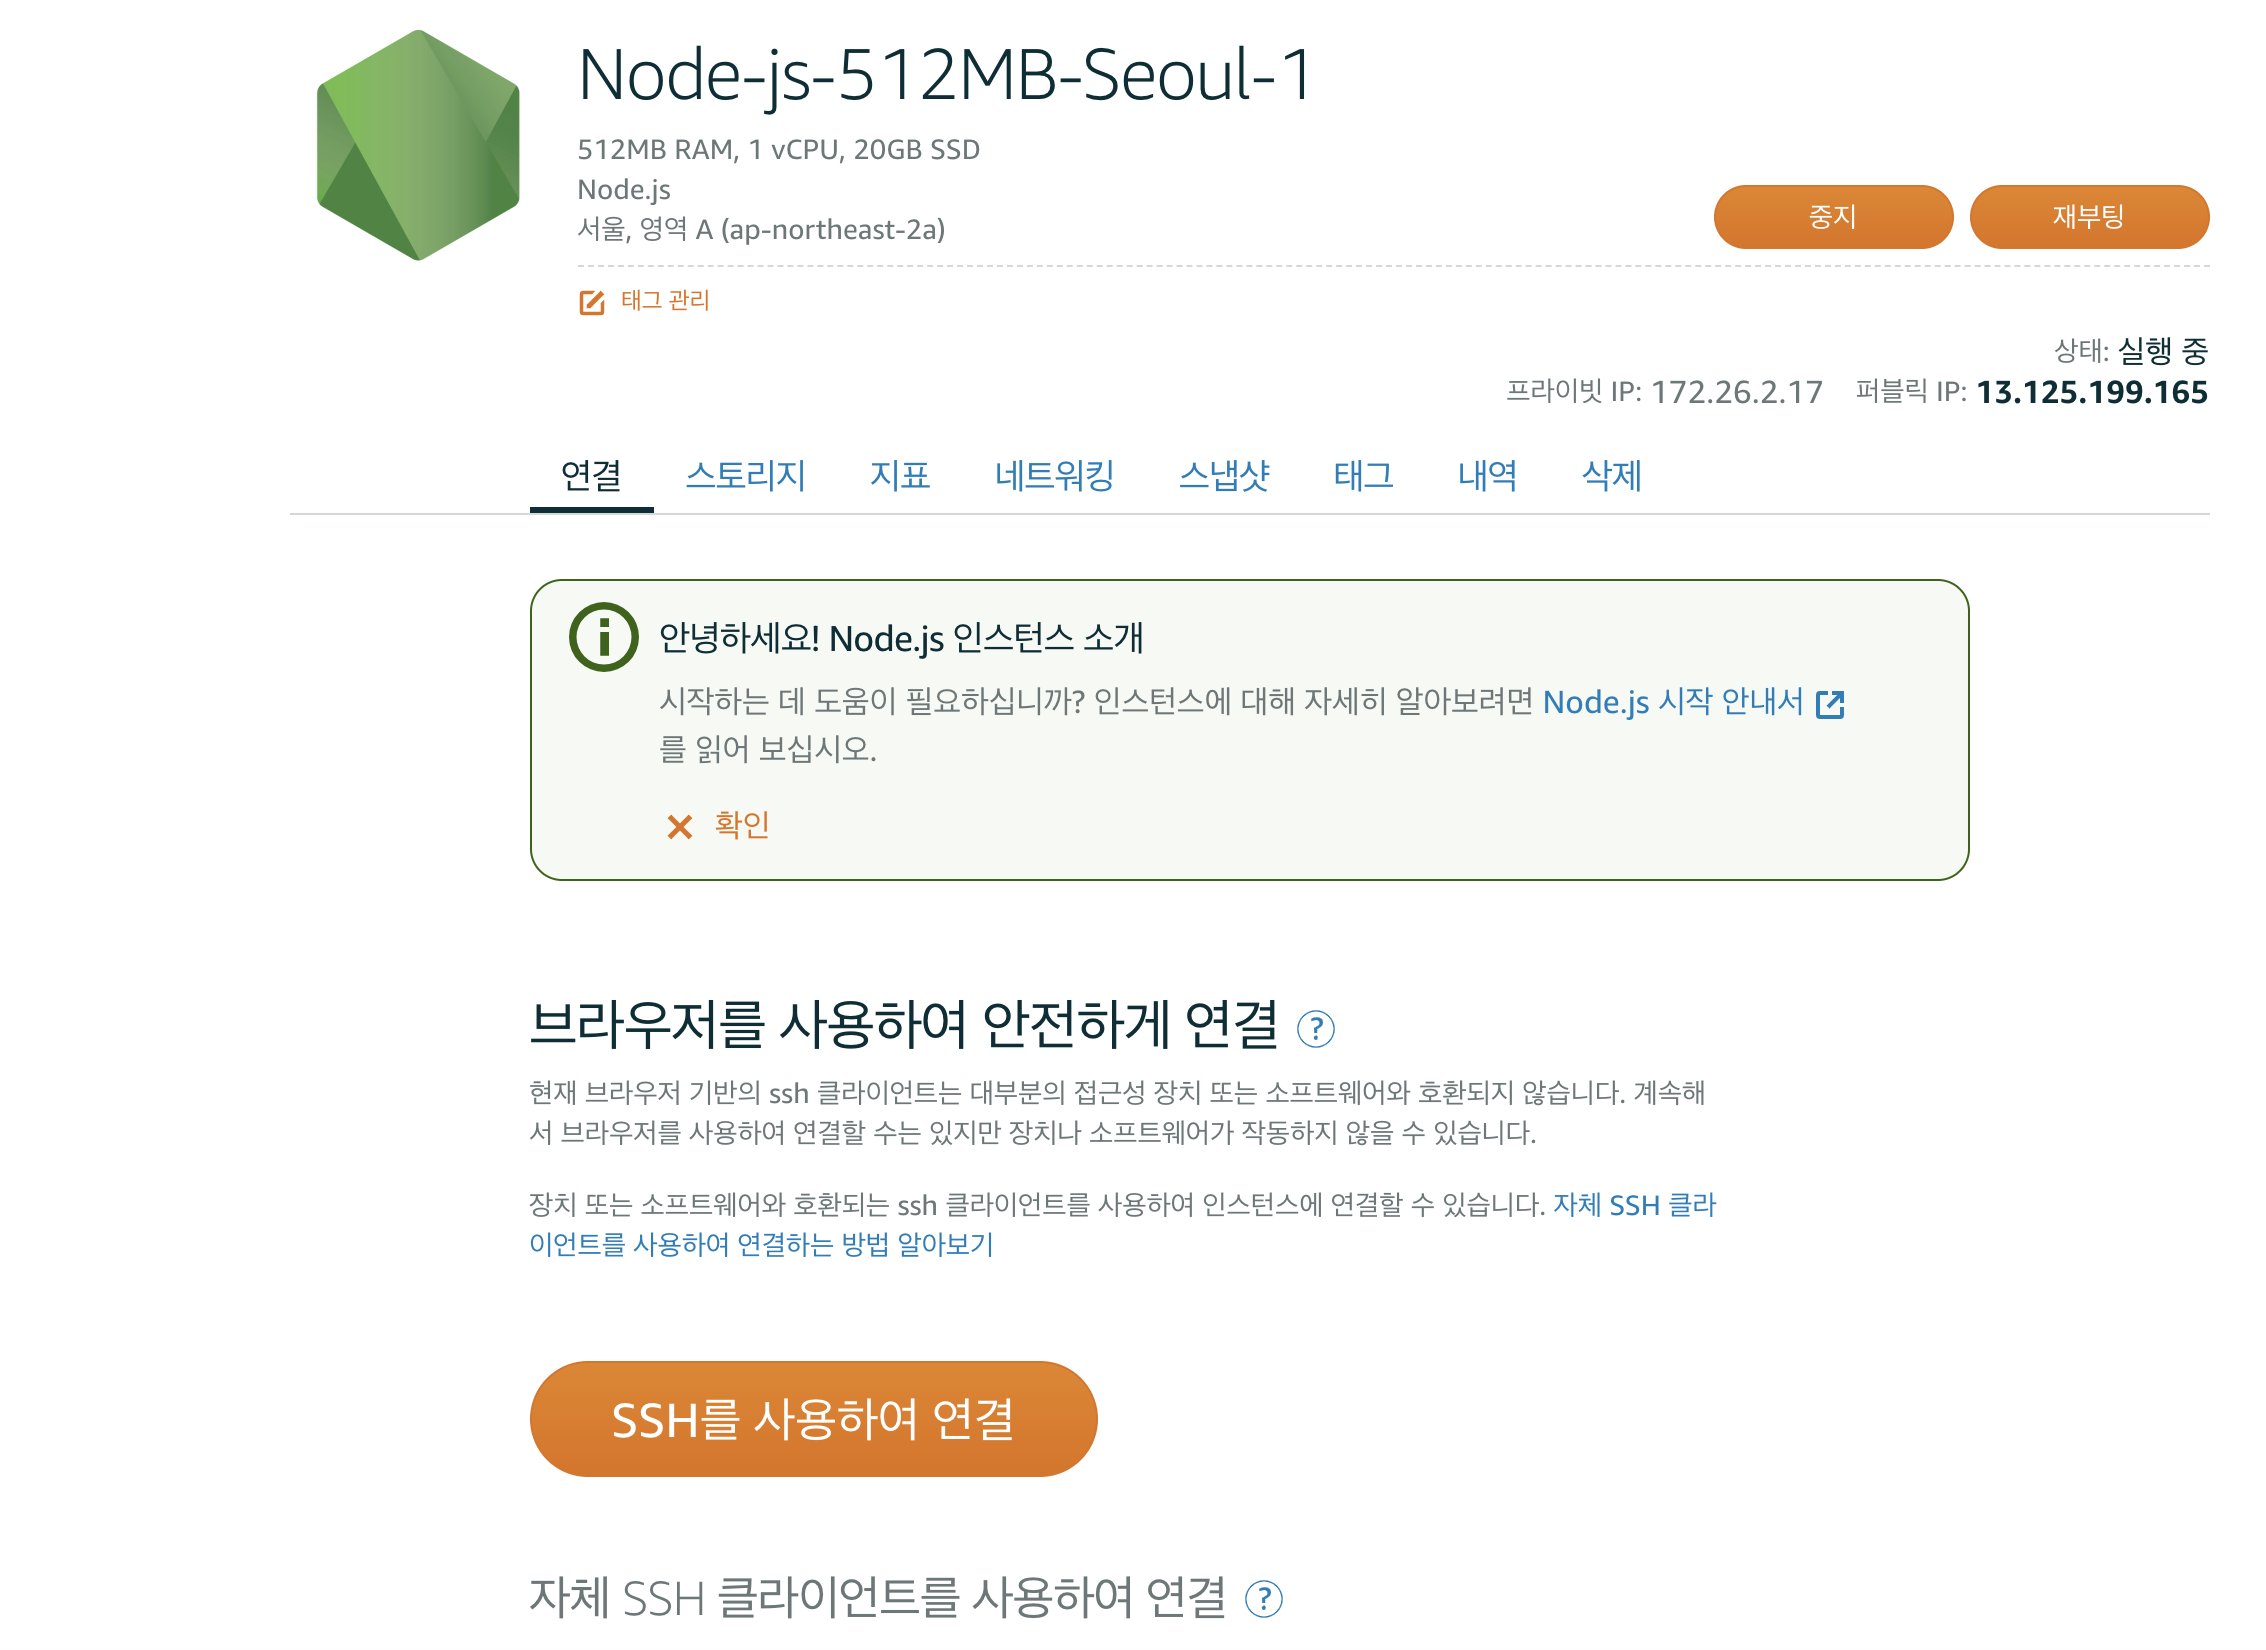 Node-js-512MB-Seoul-1
512MB RAM, 1 vCPU, 20GB SSD
Node.js
서울, 영역 A (ap-northeast-2a)
중지 재부팅
태그 관리
상태: 실행 중
프라이빗 IP: 172.26.2.17 퍼블릭 IP: 13.125.199.165
연결 스토리지 지표 네트워킹 스냅샷 태그 내역 삭제
안녕하세요! Node.js 인스턴스 소개
시작하는 데 도움이 필요하십니까? 인스턴스에 대해 자세히 알아보려면 Node.js 시작 안내서
를 읽어 보십시오.
확인
브라우저를 사용하여 안전하게 연결 ?
현재 브라우저 기반의 ssh 클라이언트는 대부분의 접근성 장치 또는 소프트웨어와 호환되지 않습니다. 계속해
서 브라우저를 사용하여 연결할 수는 있지만 장치나 소프트웨어가 작동하지 않을 수 있습니다.
장치 또는 소프트웨어와 호환되는 ssh 클라이언트를 사용하여 인스턴스에 연결할 수 있습니다. 자체 SSH 클라
이언트를 사용하여 연결하는 방법 알아보기
SSH를 사용하여 연결
자체 SSH 클라이언트를 사용하여 연결 ?